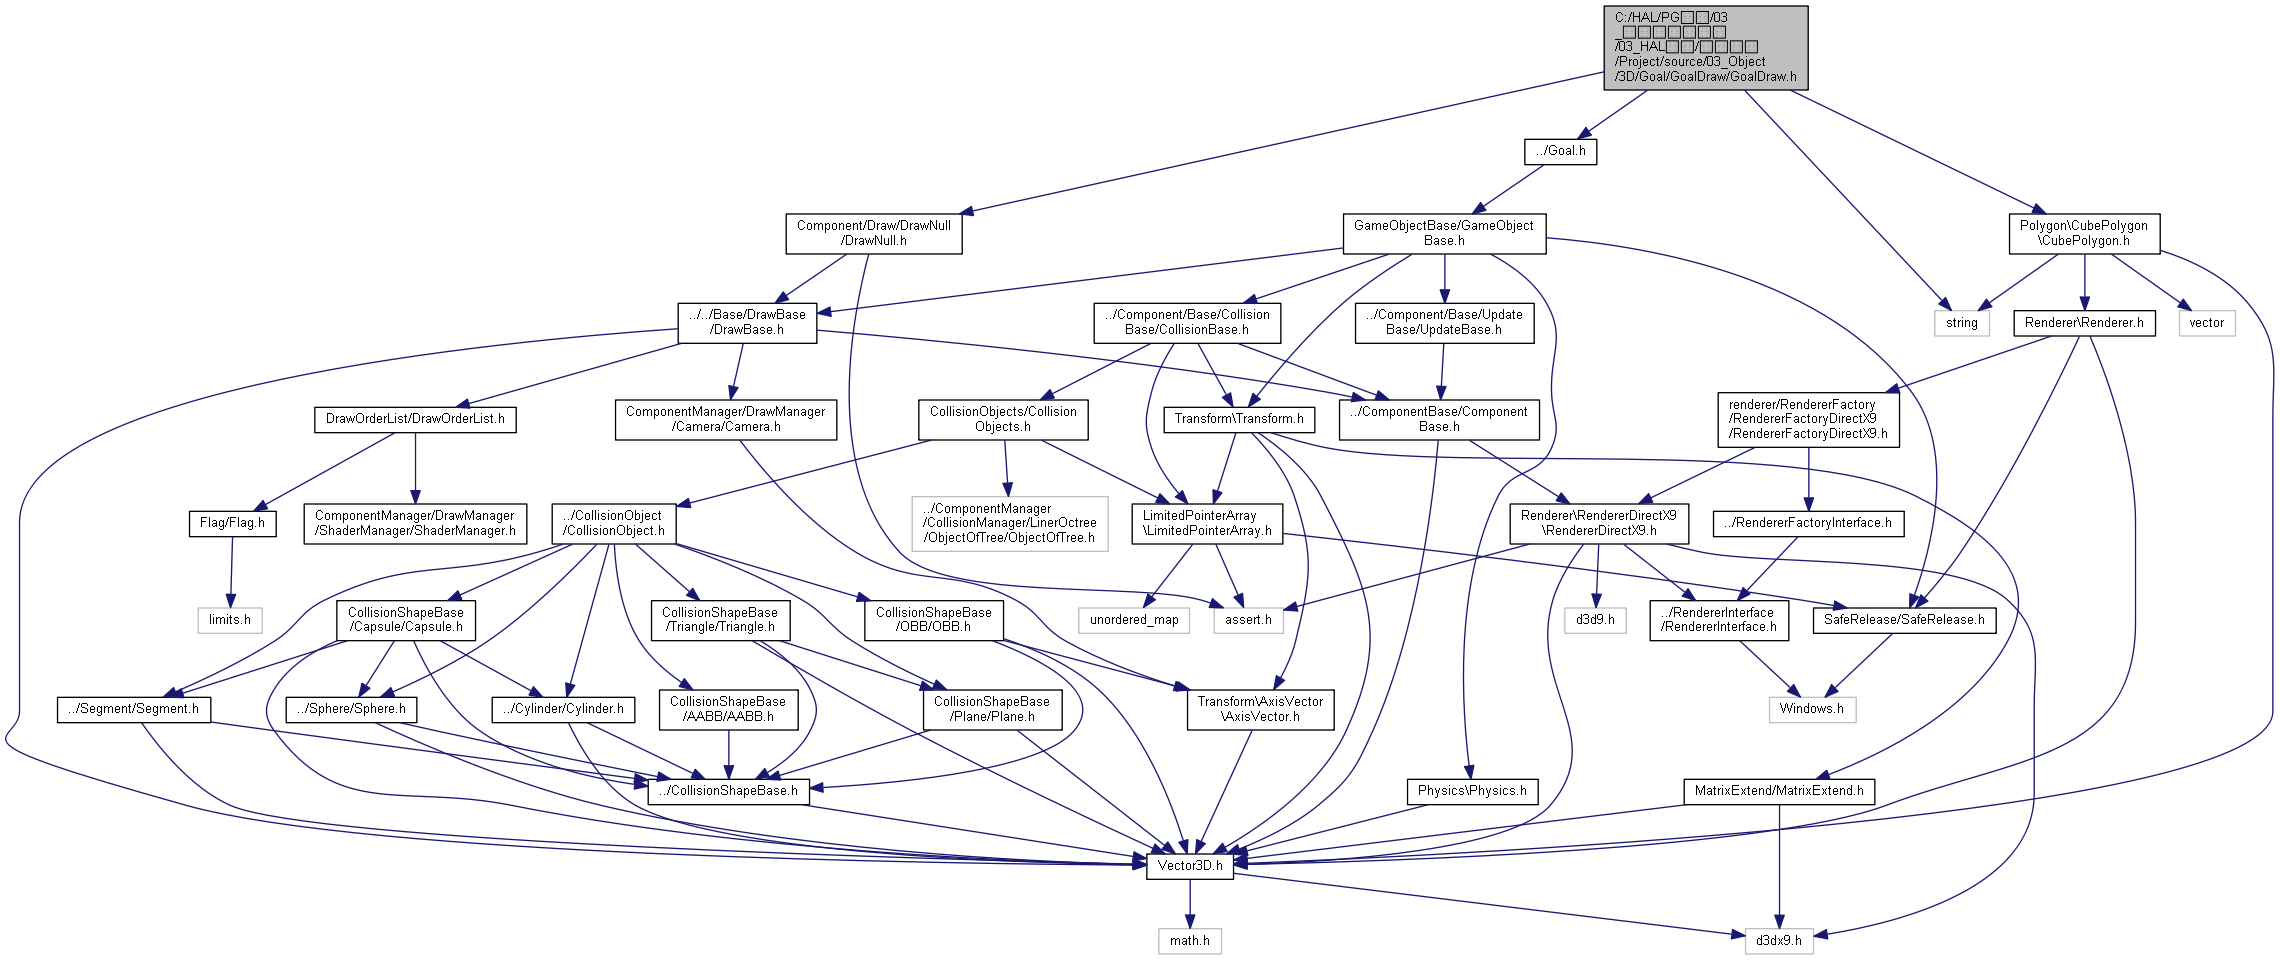 C:/HAL/PG□□/03
_□□□□□□□
/03_HAL□□/□□□□
/Project/source/03_Object
/3D/Goal/GoalDraw/GoalDraw.h
../Goal.h
Component/Draw/DrawNull
/DrawNull.h
GameObjectBase/GameObject
Base.h
Polygon\CubePolygon
\CubePolygon.h
../../Base/DrawBase
/DrawBase.h
../Component/Base/Collision
Base/CollisionBase.h
../Component/Base/Update
Base/UpdateBase.h
string
Renderer\Renderer.h
vector
DrawOrderList/DrawOrderList.h
ComponentManager/DrawManager
/Camera/Camera.h
CollisionObjects/Collision
Objects.h
Transform\Transform.h
../ComponentBase/Component
Base.h
renderer/RendererFactory
/RendererFactoryDirectX9
/RendererFactoryDirectX9.h
Flag/Flag.h
ComponentManager/DrawManager
/ShaderManager/ShaderManager.h
../CollisionObject
/CollisionObject.h
../ComponentManager
/CollisionManager/LinerOctree
/ObjectOfTree/ObjectOfTree.h
LimitedPointerArray
\LimitedPointerArray.h
Renderer\RendererDirectX9
\RendererDirectX9.h
../RendererFactoryInterface.h
limits.h
CollisionShapeBase
/Capsule/Capsule.h
CollisionShapeBase
/Triangle/Triangle.h
CollisionShapeBase
/OBB/OBB.h
unordered_map
assert.h
d3d9.h
../RendererInterface
/RendererInterface.h
SafeRelease/SafeRelease.h
../Segment/Segment.h
../Sphere/Sphere.h
../Cylinder/Cylinder.h
CollisionShapeBase
/AABB/AABB.h
CollisionShapeBase
/Plane/Plane.h
Transform\AxisVector
\AxisVector.h
Windows.h
../CollisionShapeBase.h
Physics\Physics.h
MatrixExtend/MatrixExtend.h
Vector3D.h
math.h
d3dx9.h